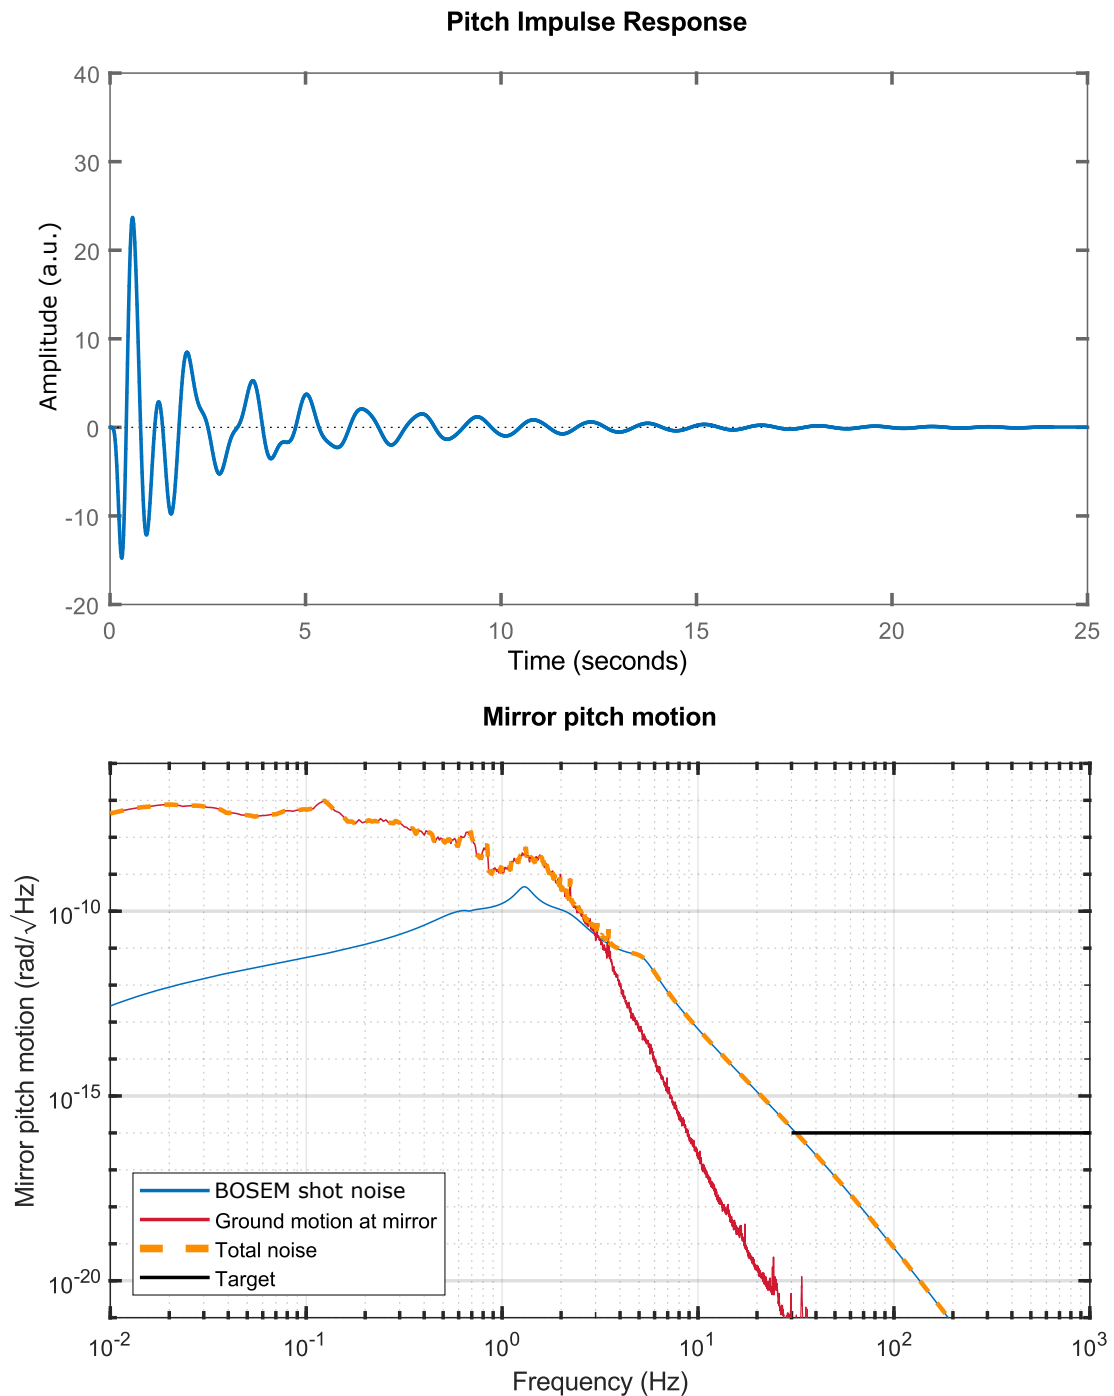 Pitch Impulse Response
40
30
20
10
0
-10
-20
Amplitude (a.u.)
0 5 10 15 20 25
Time (seconds)
Mirror pitch motion
10^-10
10^-15
10^-20
Mirror pitch motion (rad/√Hz)
BOSEM shot noise
Ground motion at mirror
Total noise
Target
10^-2 10^-1 10^0 10^1 10^2 10^3
Frequency (Hz)